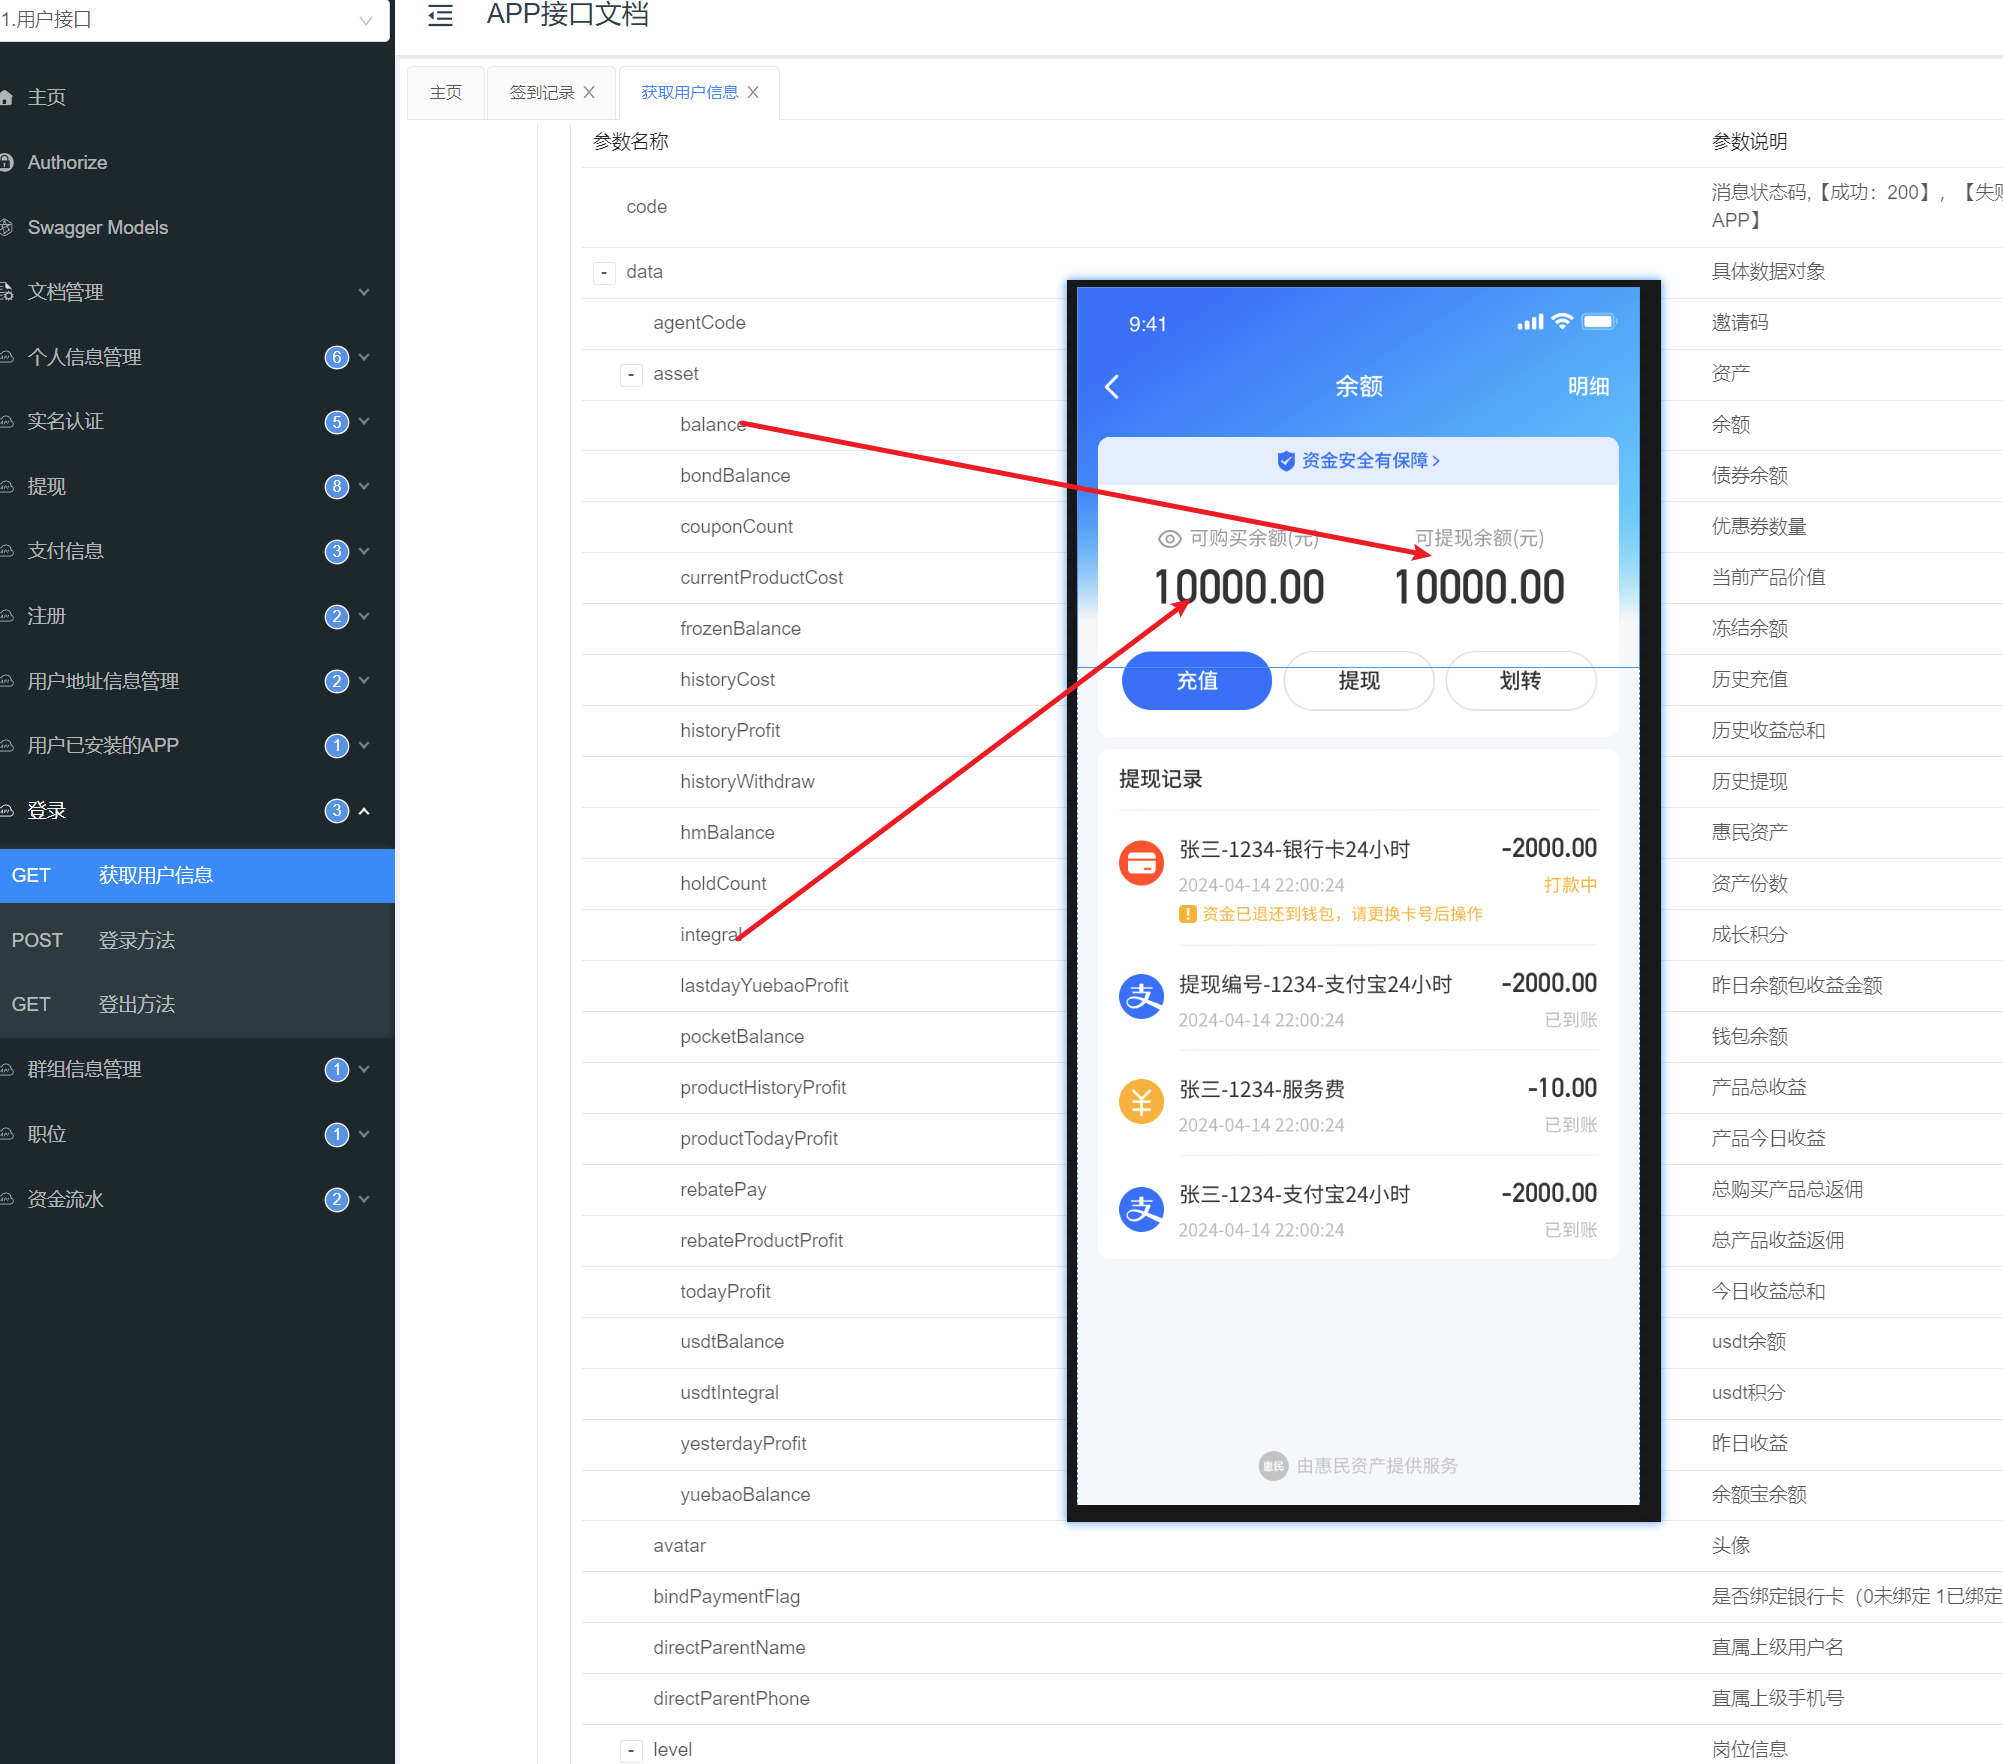 1.用户接口
APP接口文档
主页
Authorize
Swagger Models
文档管理
个人信息管理 6
实名认证 5
提现 8
支付信息 3
注册 2
用户地址信息管理 2
用户已安装的APP 1
登录 3
GET 获取用户信息
POST 登录方法
GET 登出方法
群组信息管理 1
职位 1
资金流水 2
主页 签到记录 X 获取用户信息 X
参数名称 参数说明
code 消息状态码,【成功：200】，【失败
APP】
- data 具体数据对象
agentCode 邀请码
- asset 资产
balance 余额
bondBalance 债券余额
couponCount 优惠券数量
currentProductCost 当前产品价值
frozenBalance 冻结余额
historyCost 历史充值
historyProfit 历史收益总和
historyWithdraw 历史提现
hmBalance 惠民资产
holdCount 资产份数
integral 成长积分
lastdayYuebaoProfit 昨日余额包收益金额
pocketBalance 钱包余额
productHistoryProfit 产品总收益
productTodayProfit 产品今日收益
rebatePay 总购买产品总返佣
rebateProductProfit 总产品收益返佣
todayProfit 今日收益总和
usdtBalance usdt余额
usdtIntegral usdt积分
yesterdayProfit 昨日收益
yuebaoBalance 余额宝余额
avatar 头像
bindPaymentFlag 是否绑定银行卡（0未绑定 1已绑定
directParentName 直属上级用户名
directParentPhone 直属上级手机号
- level 岗位信息
9:41
余额 明细
资金安全有保障>
可购买余额(元) 可提现余额(元)
10000.00 10000.00
充值 提现 划转
提现记录
张三-1234-银行卡24小时 -2000.00
2024-04-14 22:00:24 打款中
! 资金已退还到钱包，请更换卡号后操作
支 提现编号-1234-支付宝24小时 -2000.00
2024-04-14 22:00:24 已到账
¥ 张三-1234-服务费 -10.00
2024-04-14 22:00:24 已到账
支 张三-1234-支付宝24小时 -2000.00
2024-04-14 22:00:24 已到账
惠民 由惠民资产提供服务